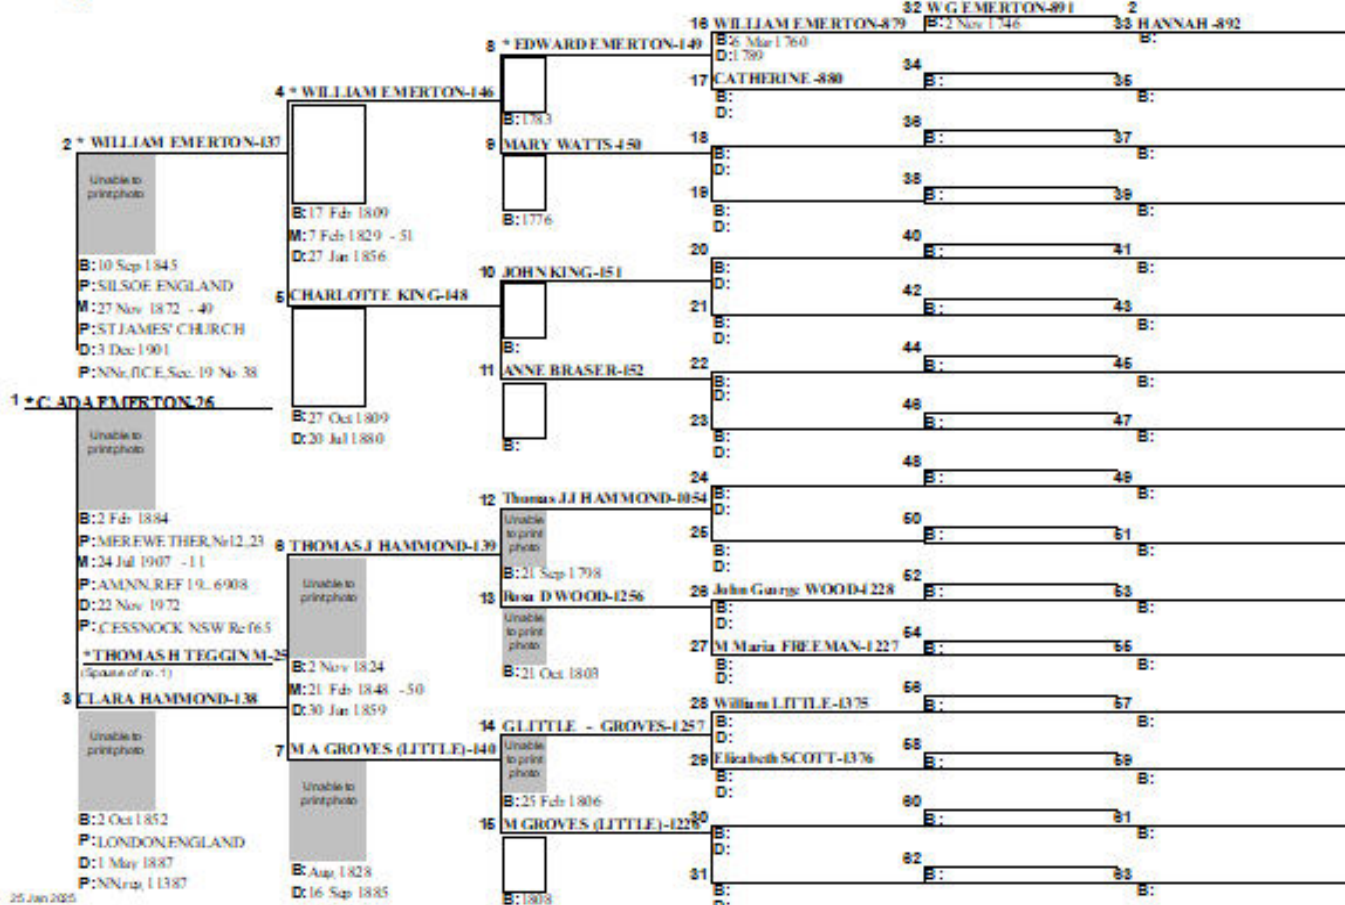 1 *C ADA EMERTON-26
Unable to
print photo
B:2 Feb 1884
P:MEREWETHER,Nr12,23
M:24 Jul 1907 -11
P:AM,NN,REF 19..6908
D:22 Nov 1972
P:,CESSNOCK NSW Ref65
*THOMAS H TEGGIN M-25
(Spouse of no. 1)
2 * WILLIAM EMERTON-137
Unable to
print photo
B:10 Sep 1845
P:SILSOE ENGLAND
M:27 Nov 1872 - 49
P:ST JAMES' CHURCH
D:3 Dec 1901
P:NNr, Sec. 19 No 38
3 CLARA HAMMOND-138
Unable to
print photo
B:2 Oct 1852
P:LONDON,ENGLAND
D:1 May 1887
P:NN,reg, 11387
25 Jan 2025
4 * WILLIAM EMERTON-146
B:17 Feb 1809
M:7 Feb 1829 - 51
D:27 Jan 1856
5 CHARLOTTE KING-148
B:27 Oct 1809
D:20 Jul 1880
6 THOMAS J HAMMOND-139
Unable to
print photo
B:2 Nov 1824
M:21 Feb 1848 -50
D:30 Jan 1859
7 M A GROVES (LITTLE)-140
Unable to
print photo
B: Aug, 1828
D:16 Sep 1885
8 * EDWARD EMERTON-149
B:1783
9 MARY WATTS-150
B:1776
10 JOHN KING-151
B:
11 ANNE BRASER-152
B:
12 Thomas J.J HAMMOND-1054
Unable
to print
photo
B:21 Sep 1798
13 Rosa D WOOD-1256
Unable
to print
photo
B:21 Oct 1803
14 G LITTLE - GROVES-1257
Unable
to print
photo
B:25 Feb 1806
15 M GROVES (LITTLE)-1226
B:1808
16 WILLIAM EMERTON-879
B:6 Mar 1760
D:1789
17 CATHERINE -880
B:
D:
18
B:
D:
19
B:
D:
20
B:
D:
21
B:
D:
22
B:
D:
23
B:
D:
24
B:
D:
25
B:
D:
26 John George WOOD-1228
B:
D:
27 M Maria FREEMAN-1227
B:
D:
28 William LITTLE-1375
B:
D:
29 Elizabeth SCOTT-1376
B:
D:
30
B:
D:
31
B:
D:
32 W G EMERTON-891
B:2 Nov 1746
2
33 HANNAH -892
B:
34
B:
35
B:
36
B:
37
B:
38
B:
39
B:
40
B:
41
B:
42
B:
43
B:
44
B:
45
B:
46
B:
47
B:
48
B:
49
B:
50
B:
51
B:
52
B:
53
B:
54
B:
55
B:
56
B:
57
B:
58
B:
59
B:
60
B:
61
B:
62
B:
63
B: